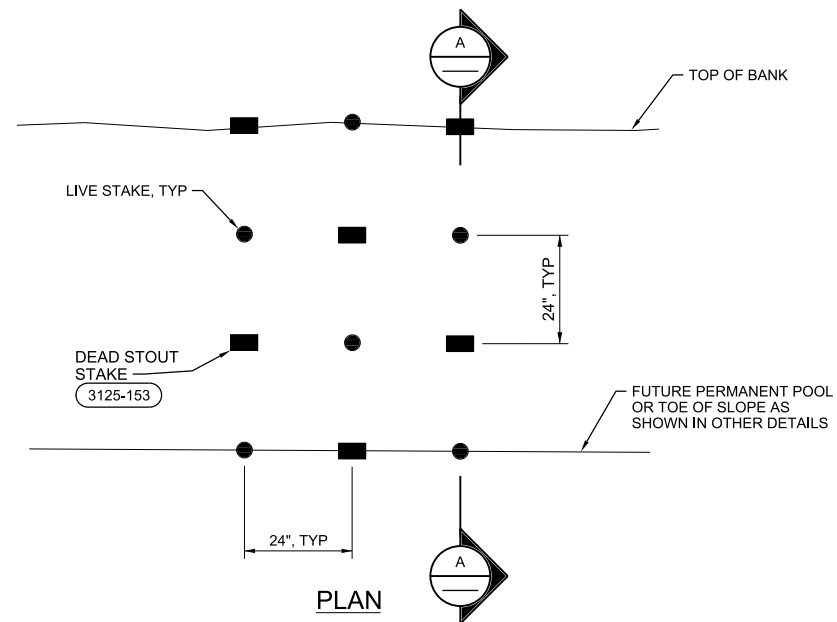 A
TOP OF BANK
LIVE STAKE, TYP
24", TYP
DEAD STOUT
STAKE
3125-153
FUTURE PERMANENT POOL
OR TOE OF SLOPE AS
SHOWN IN OTHER DETAILS
24", TYP
A
PLAN